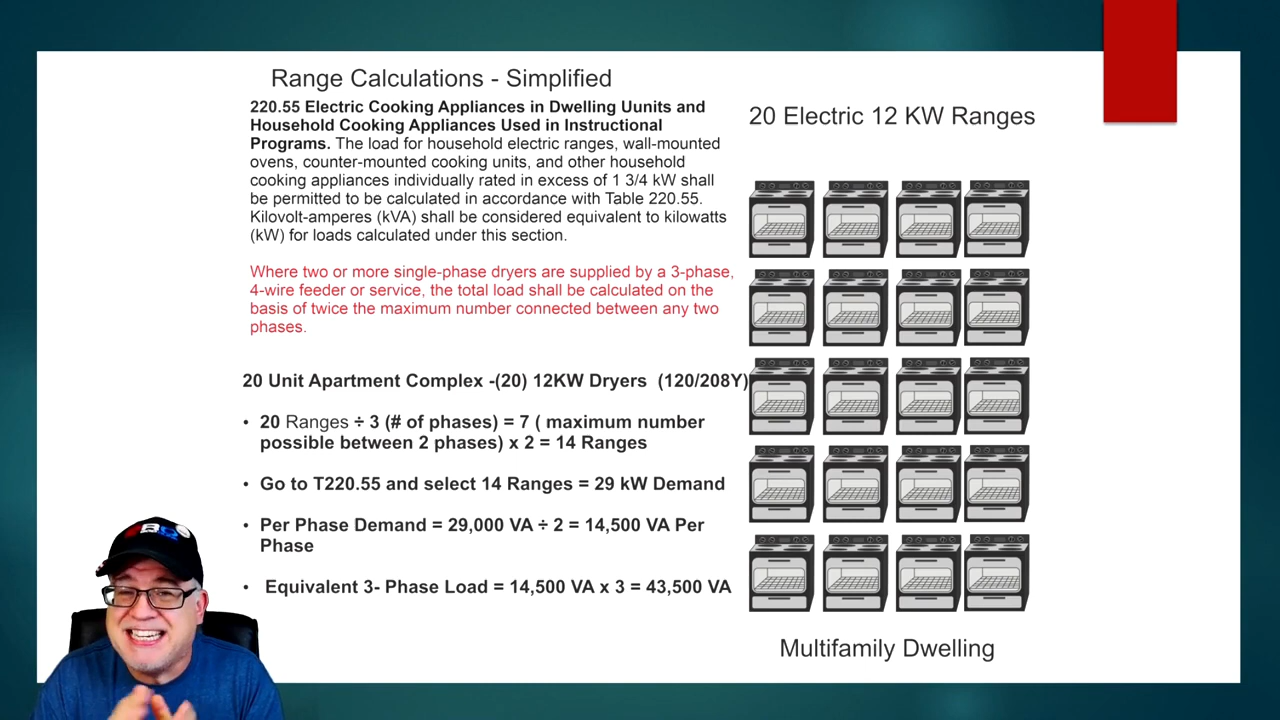 Range Calculations - Simplified
220.55 Electric Cooking Appliances in Dwelling Uunits and
Household Cooking Appliances Used in Instructional
Programs. The load for household electric ranges, wall-mounted
ovens, counter-mounted cooking units, and other household
cooking appliances individually rated in excess of 1 3/4 kW shall
be permitted to be calculated in accordance with Table 220.55.
Kilovolt-amperes (kVA) shall be considered equivalent to kilowatts
(kW) for loads calculated under this section.
Where two or more single-phase dryers are supplied by a 3-phase,
4-wire feeder or service, the total load shall be calculated on the
basis of twice the maximum number connected between any two
phases.
20 Unit Apartment Complex -(20) 12KW Dryers (120/208Y)
• 20 Ranges ÷ 3 (# of phases) = 7 ( maximum number
possible between 2 phases) x 2 = 14 Ranges
• Go to T220.55 and select 14 Ranges = 29 kW Demand
• Per Phase Demand = 29,000 VA ÷ 2 = 14,500 VA Per
Phase
• Equivalent 3- Phase Load = 14,500 VA x 3 = 43,500 VA
20 Electric 12 KW Ranges
Multifamily Dwelling